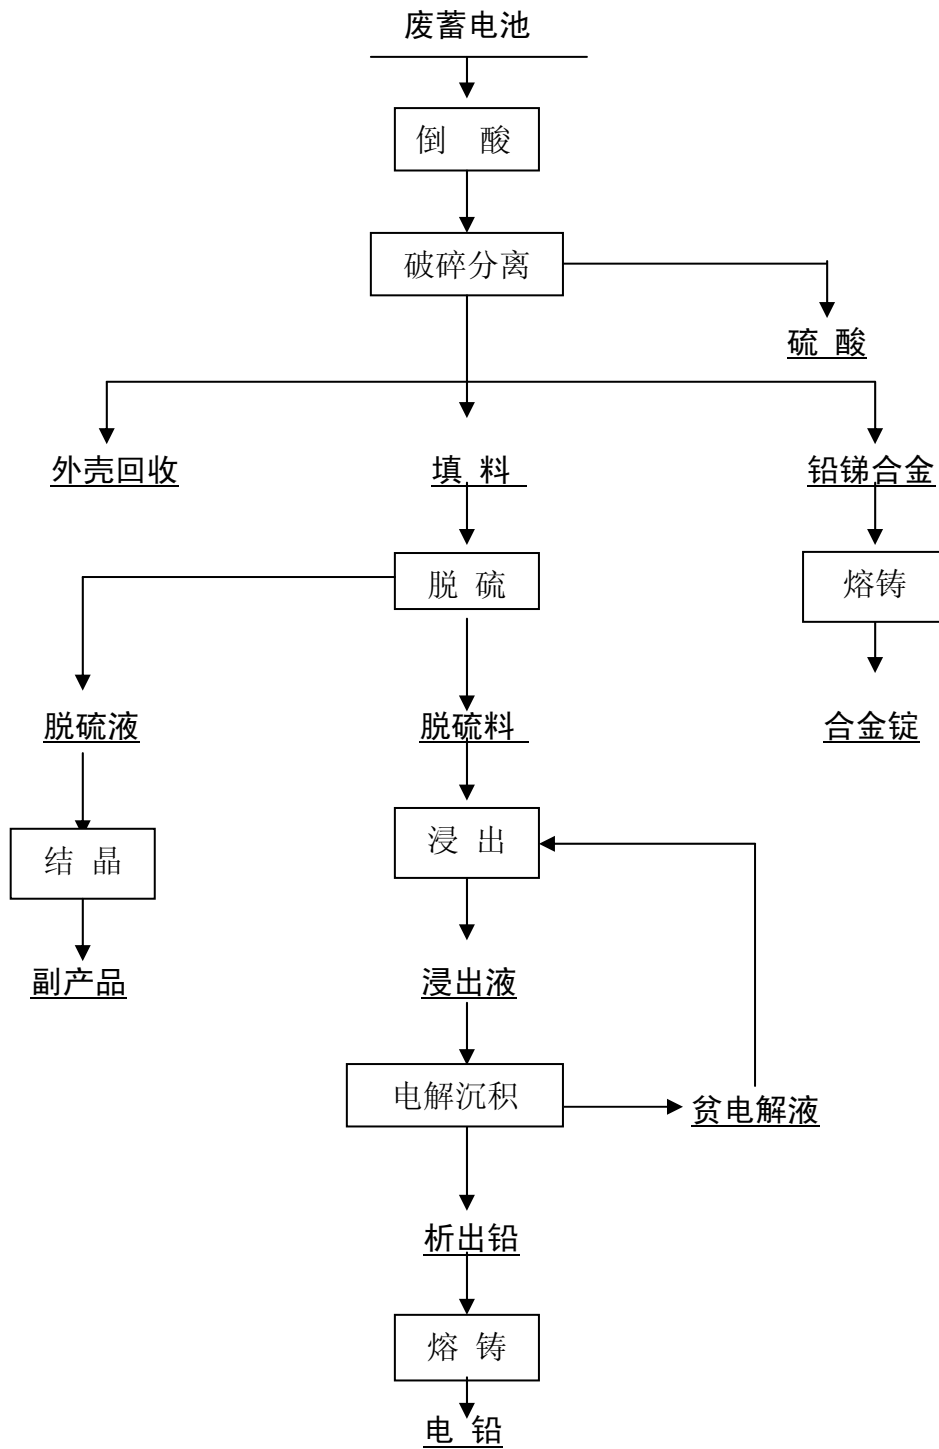 废蓄电池
倒 酸
破碎分离
硫 酸
外壳回收
填 料
铅锑合金
脱 硫
熔铸
脱硫液
脱硫料
合金锭
浸 出
结 晶
副产品
浸出液
电解沉积
贫电解液
析出铅
熔 铸
电 铅